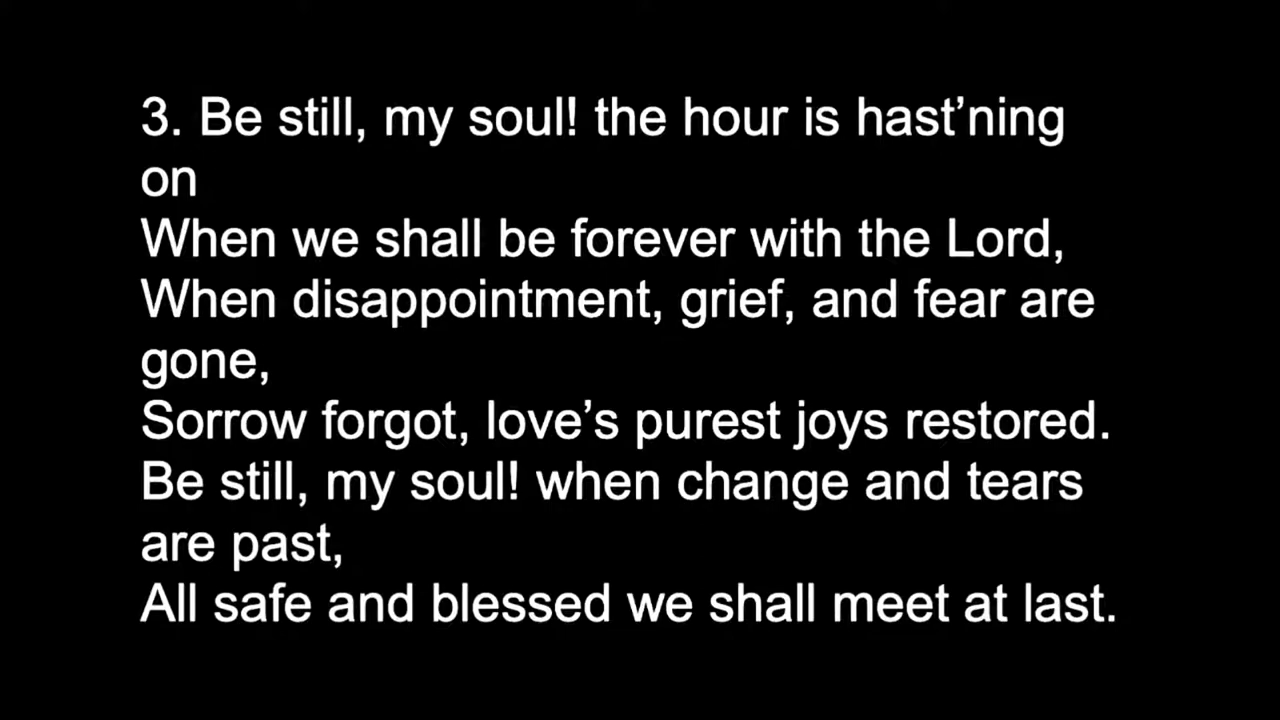 3. Be still, my soul! the hour is hast’ning
on
When we shall be forever with the Lord,
When disappointment, grief, and fear are
gone,
Sorrow forgot, love’s purest joys restored.
Be still, my soul! when change and tears
are past,
All safe and blessed we shall meet at last.